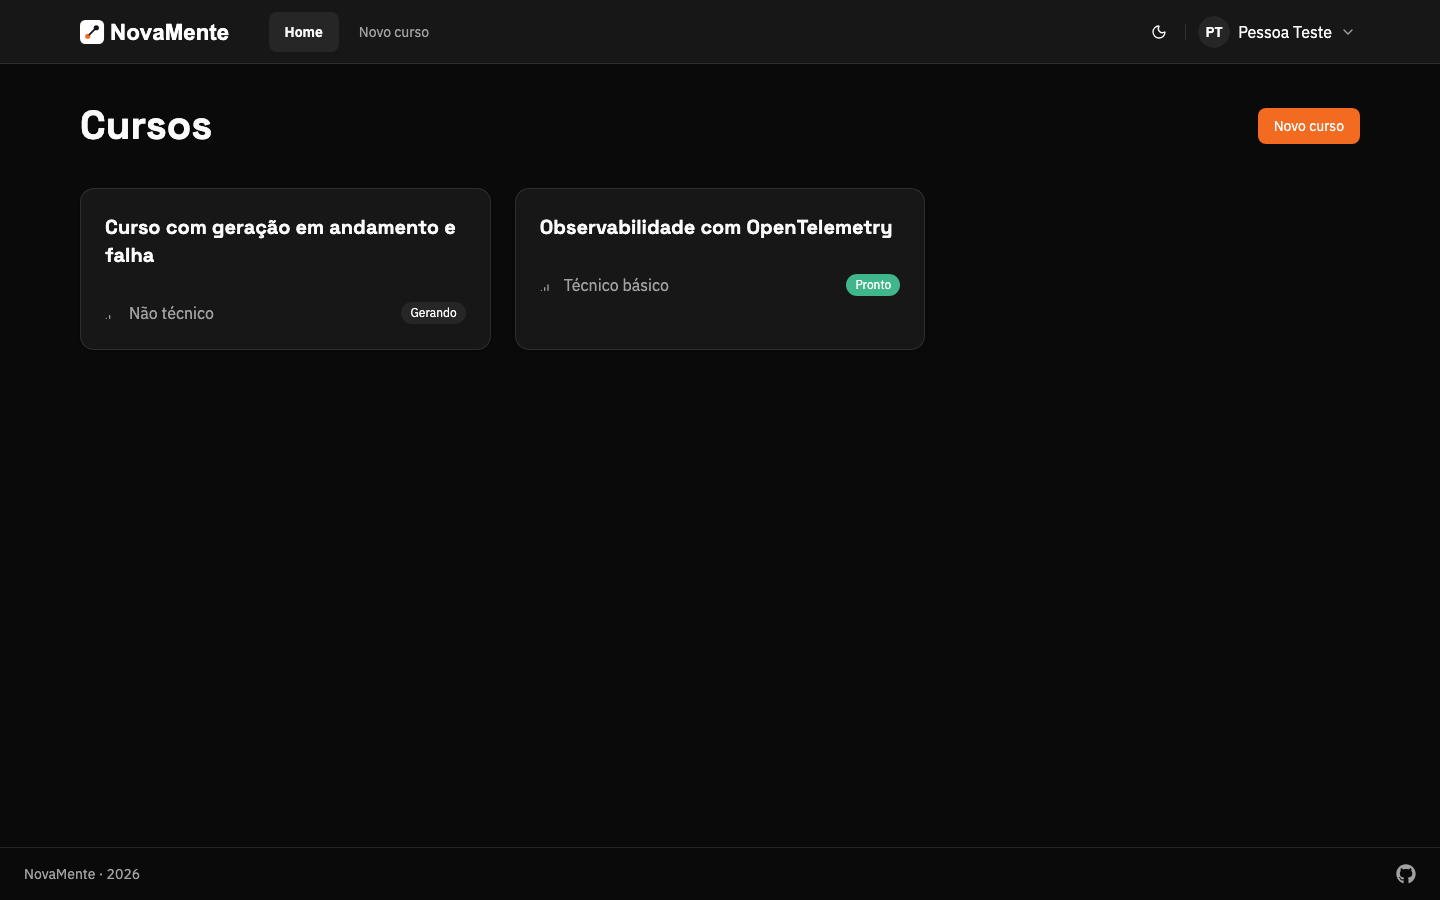 NovaMente
Home
Novo curso
PT
Pessoa Teste
Cursos
Novo curso
Curso com geração em andamento e
falha
Não técnico
Gerando
Observabilidade com OpenTelemetry
Técnico básico
Pronto
NovaMente · 2026